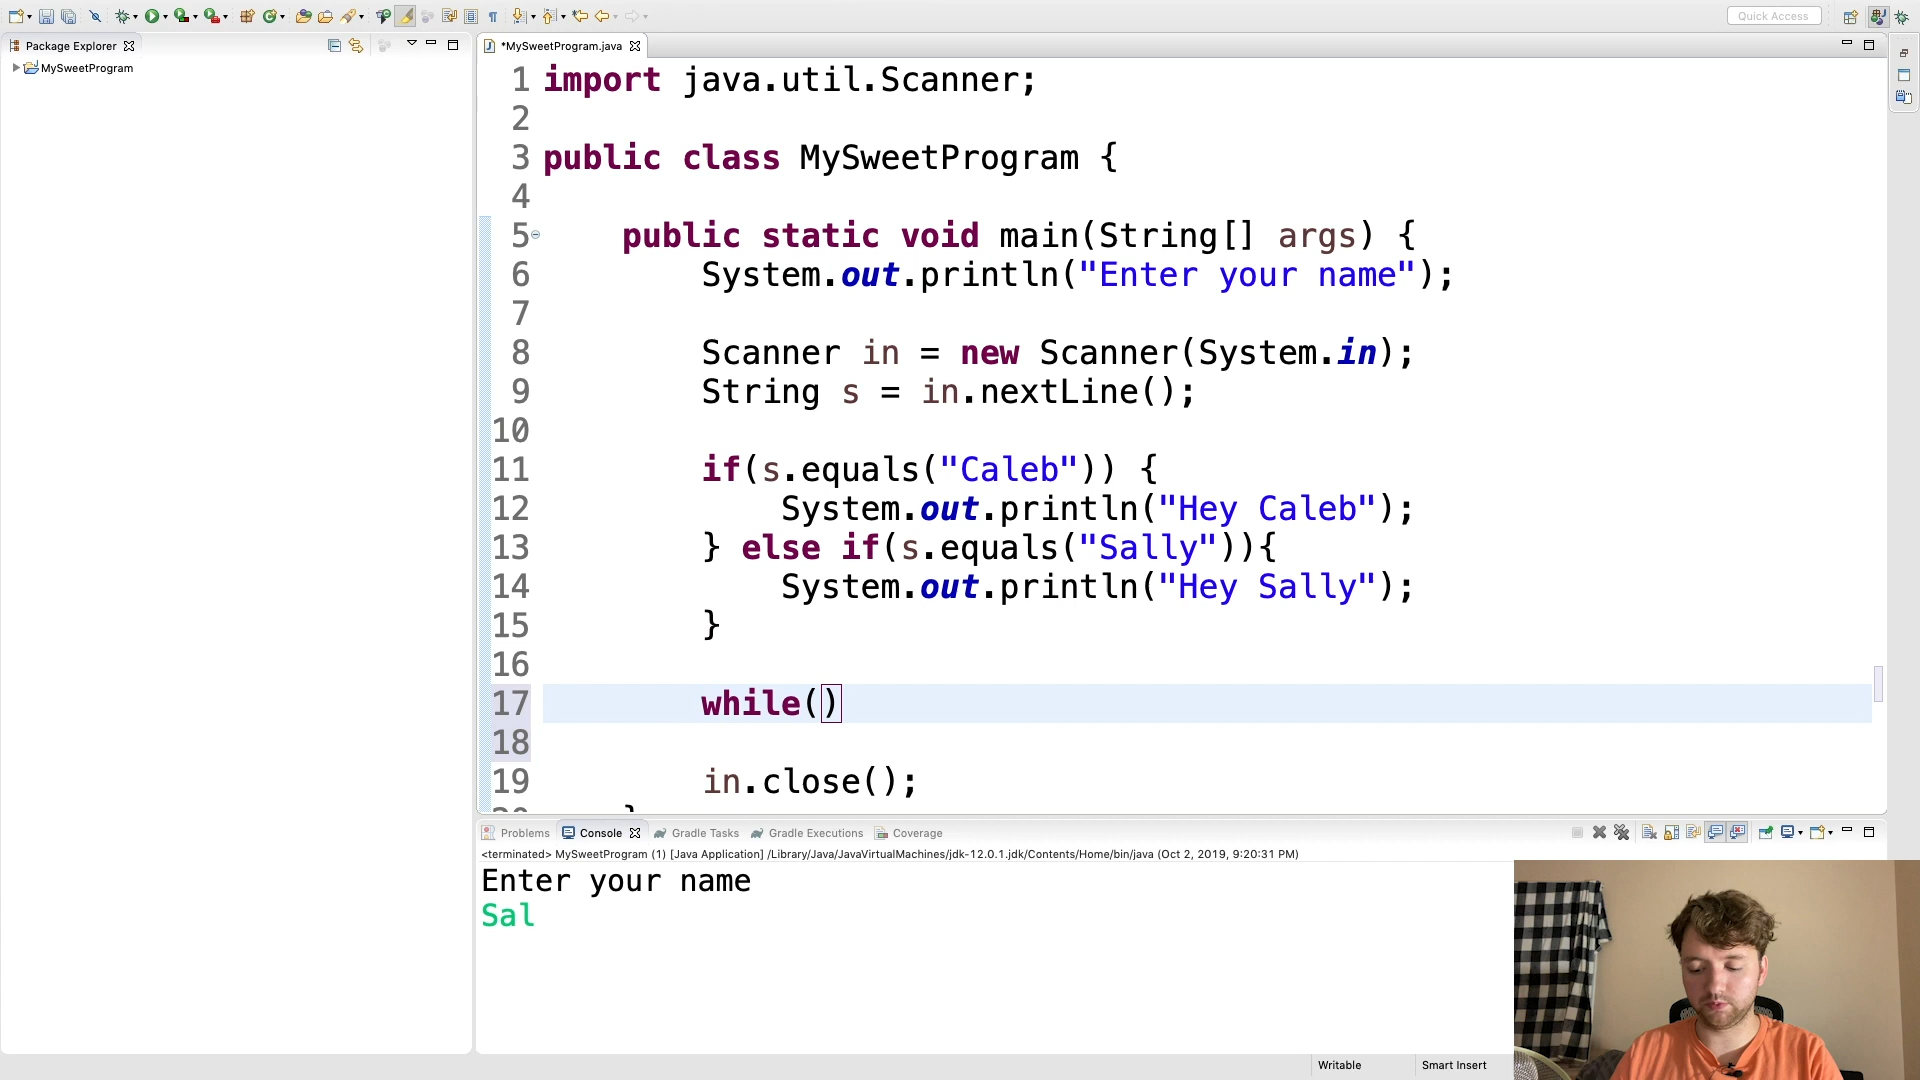 Quick Access
Package Explorer
MySweetProgram
*MySweetProgram.java
1 import java.util.Scanner;
2
3 public class MySweetProgram {
4
5 public static void main(String[] args) {
6 System.out.println("Enter your name");
7
8 Scanner in = new Scanner(System.in);
9 String s = in.nextLine();
10
11 if(s.equals("Caleb")) {
12 System.out.println("Hey Caleb");
13 } else if(s.equals("Sally")){
14 System.out.println("Hey Sally");
15 }
16
17 while()
18
19 in.close();
Problems Console Gradle Tasks Gradle Executions Coverage
<terminated> MySweetProgram (1) [Java Application] /Library/Java/JavaVirtualMachines/jdk-12.0.1.jdk/Contents/Home/bin/java (Oct 2, 2019, 9:20:31 PM)
Enter your name
Sal
Writable Smart Insert